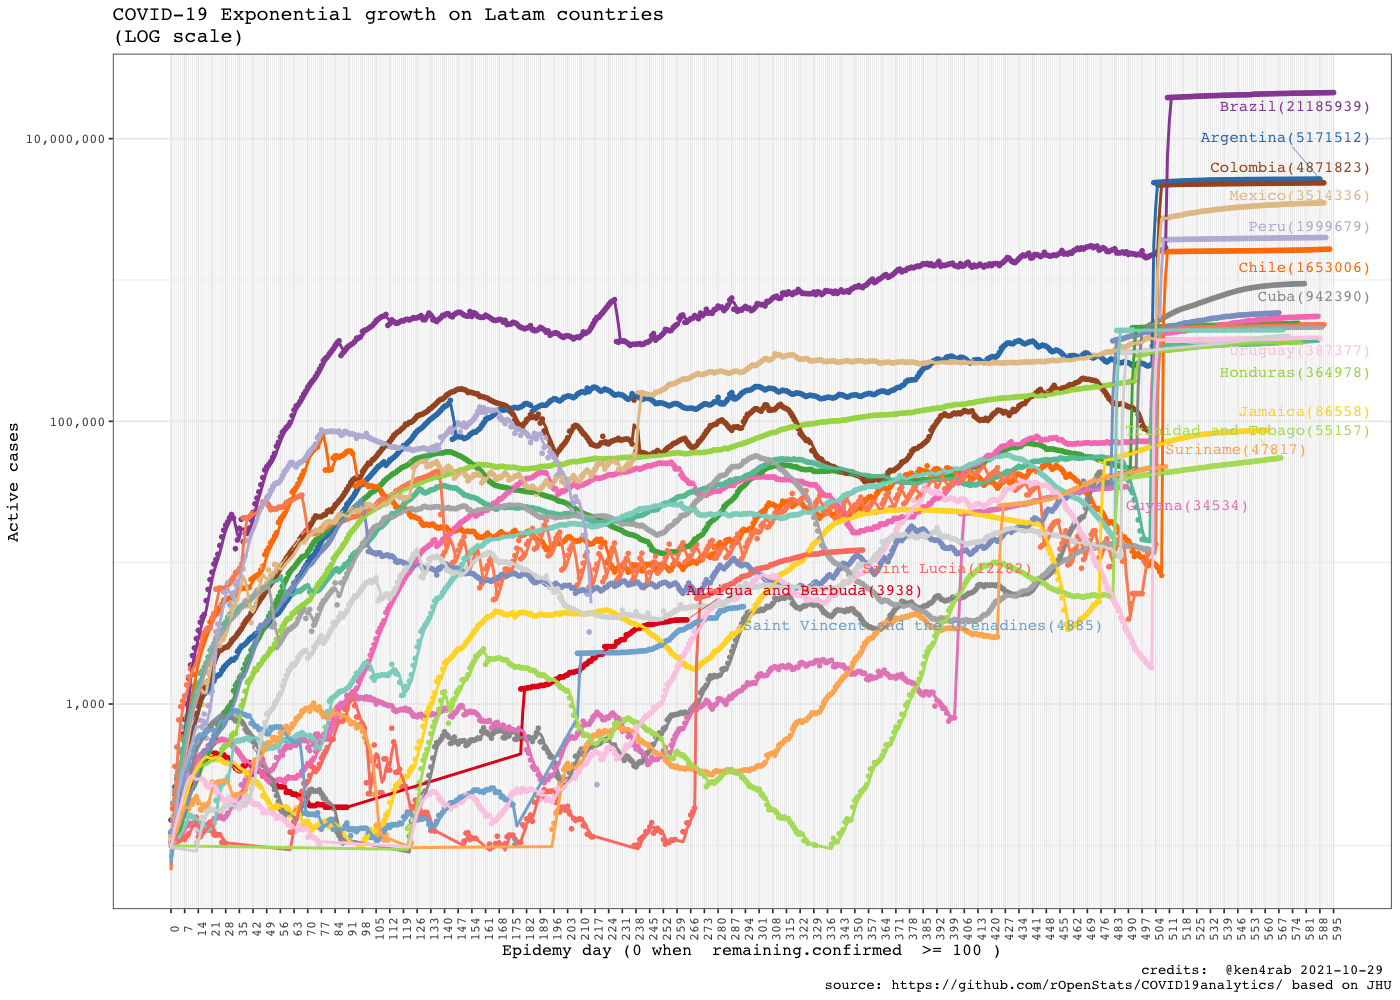 COVID-19 Exponential growth on Latam countries
(LOG scale)
Active cases
10,000,000
100,000
1,000
Brazil(21185939)
Argentina(5171512)
Colombia(4871823)
Mexico(3514336)
Peru(1999679)
Chile(1653006)
Cuba(942390)
Uruguay(387377)
Honduras(364978)
Jamaica(86558)
Trinidad and Tobago(55157)
Suriname(47817)
Guyana(34534)
Saint Lucia(12282)
Antigua and Barbuda(3938)
Saint Vincent and the Grenadines(4885)
0 7 14 21 28 35 42 49 56 63 70 77 84 91 98 105 112 119 126 133 140 147 154 161 168 175 182 189 196 203 210 217 224 231 238 245 252 259 266 273 280 287 294 301 308 315 322 329 336 343 350 357 364 371 378 385 392 399 406 413 420 427 434 441 448 455 462 469 476 483 490 497 504 511 518 525 532 539 546 553 560 567 574 581 588 595
Epidemy day (0 when remaining.confirmed >= 100 )
credits: @ken4rab 2021-10-29
source: https://github.com/rOpenStats/COVID19analytics/ based on JHU